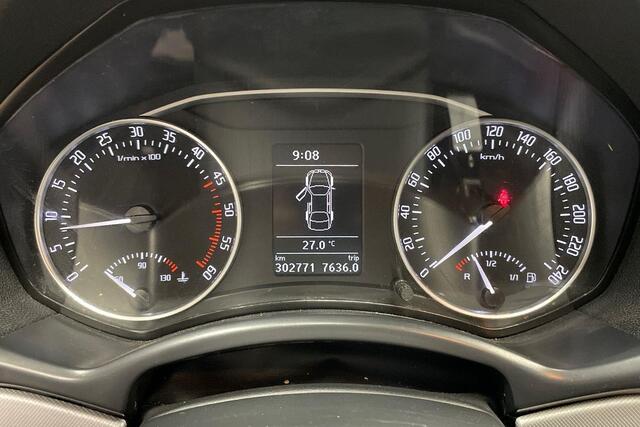 0 5 10 15 20 25 30 35 40 45 50 55 60
1/min x 100
50 90 130
9:08
27.0 °C
km trip
302771 7636.0
0 20 40 60 80 100 120 140 160 180 200 220 240
km/h
R 1/2 1/1